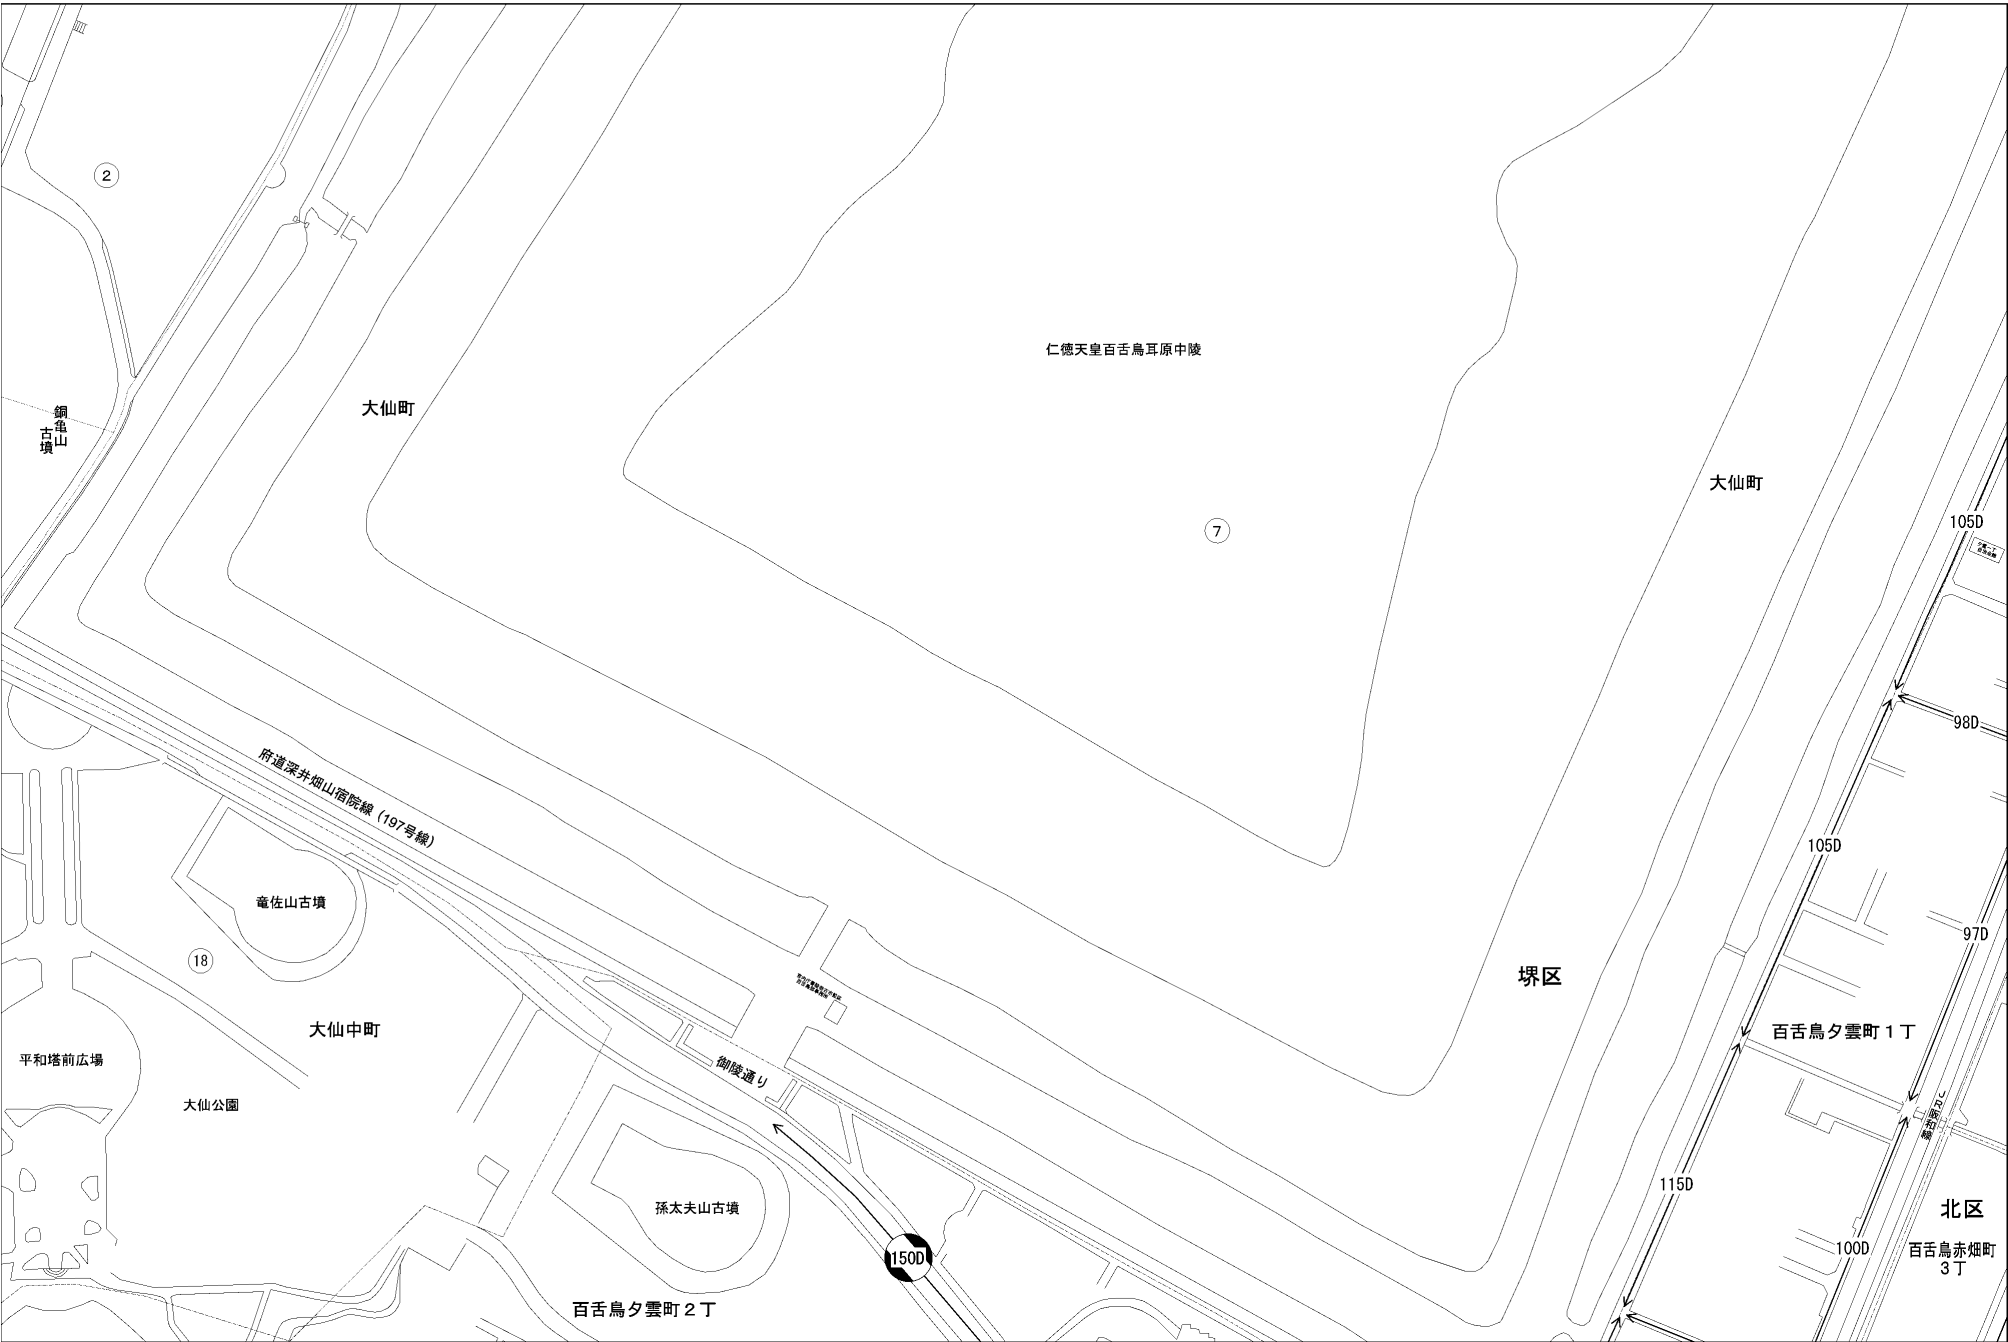 2
仁徳天皇百舌鳥耳原中陵
大仙町
銅亀山
古墳
大仙町
7
105D
98D
府道深井畑山宿院線（197号線）
105D
竜佐山古墳
97D
18
堺区
大仙中町
百舌鳥夕雲町１丁
平和塔前広場
御陵通り
大仙公園
ＪＲ阪和線
115D
孫太夫山古墳
北区
100D
百舌鳥赤畑町
３丁
150D
百舌鳥夕雲町２丁